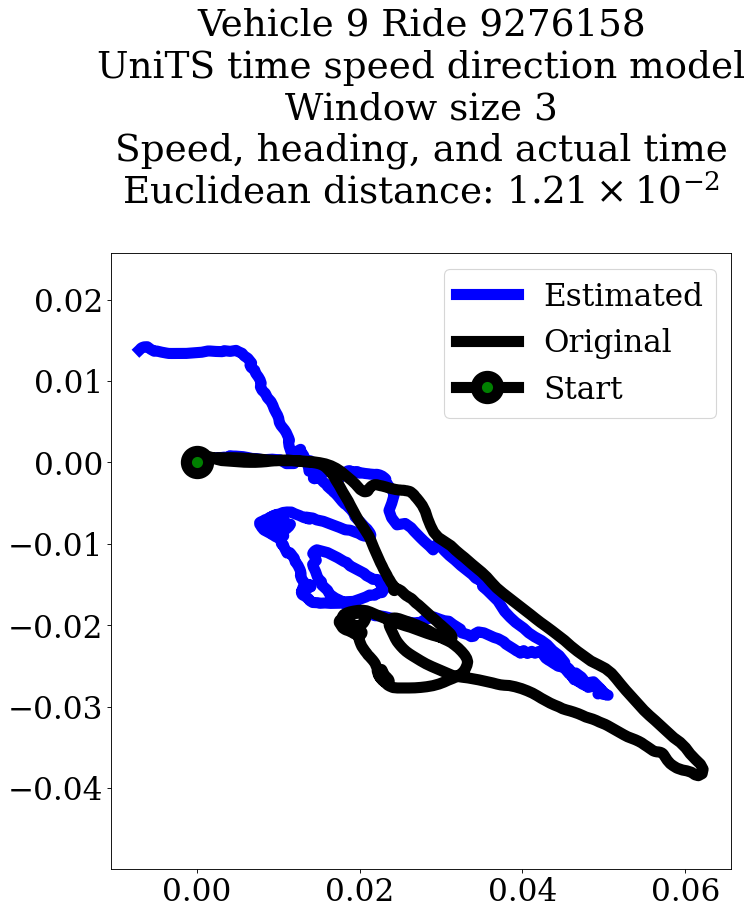 Vehicle 9 Ride 9276158
UniTS time speed direction model
Window size 3
Speed, heading, and actual time
Euclidean distance: 1.21 × 10⁻²
Estimated
Original
Start
0.02
0.01
0.00
−0.01
−0.02
−0.03
−0.04
0.00 0.02 0.04 0.06